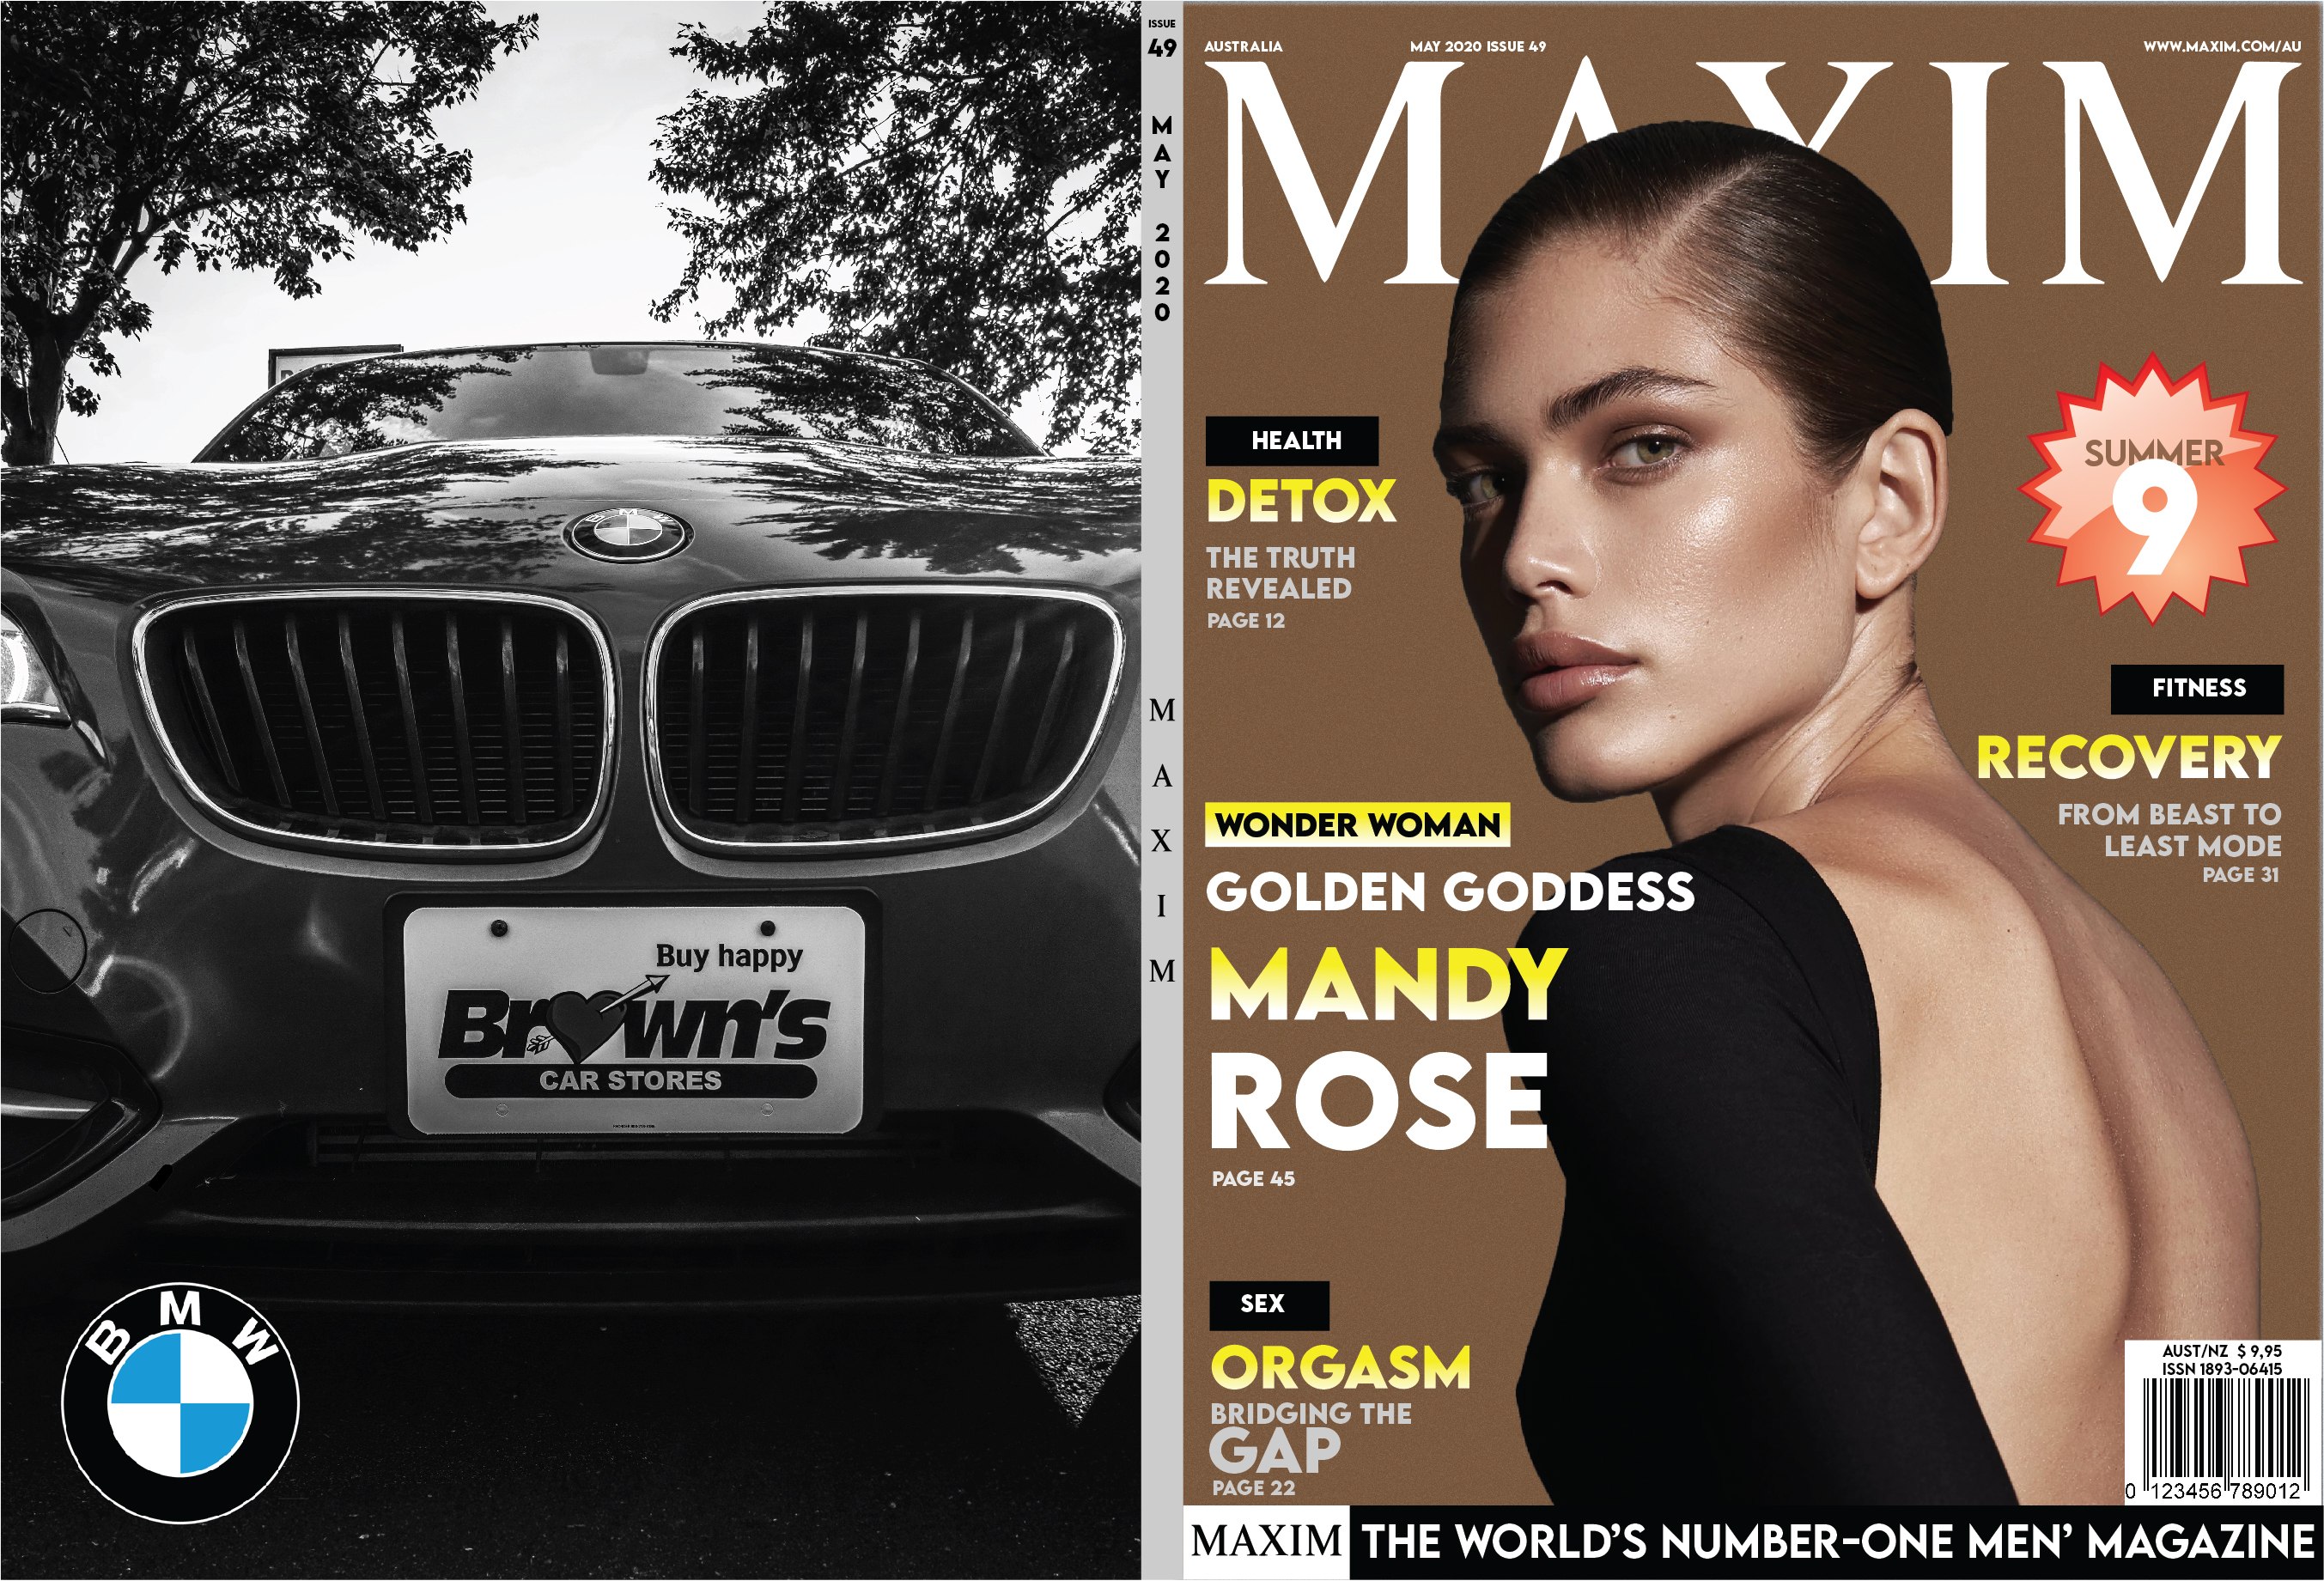 BMW
Buy happy
Brown's
CAR STORES
BMW
ISSUE
49
MAY 2020
MAXIM
AUSTRALIA
MAY 2020 ISSUE 49
WWW.MAXIM.COM/AU
MAXIM
HEALTH
DETOX
THE TRUTH
REVEALED
PAGE 12
SUMMER
9
FITNESS
RECOVERY
FROM BEAST TO
LEAST MODE
PAGE 31
WONDER WOMAN
GOLDEN GODDESS
MANDY
ROSE
PAGE 45
SEX
ORGASM
BRIDGING THE
GAP
PAGE 22
AUST/NZ $ 9,95
ISSN 1893-06415
0 123456 789012
MAXIM THE WORLD'S NUMBER-ONE MEN' MAGAZINE